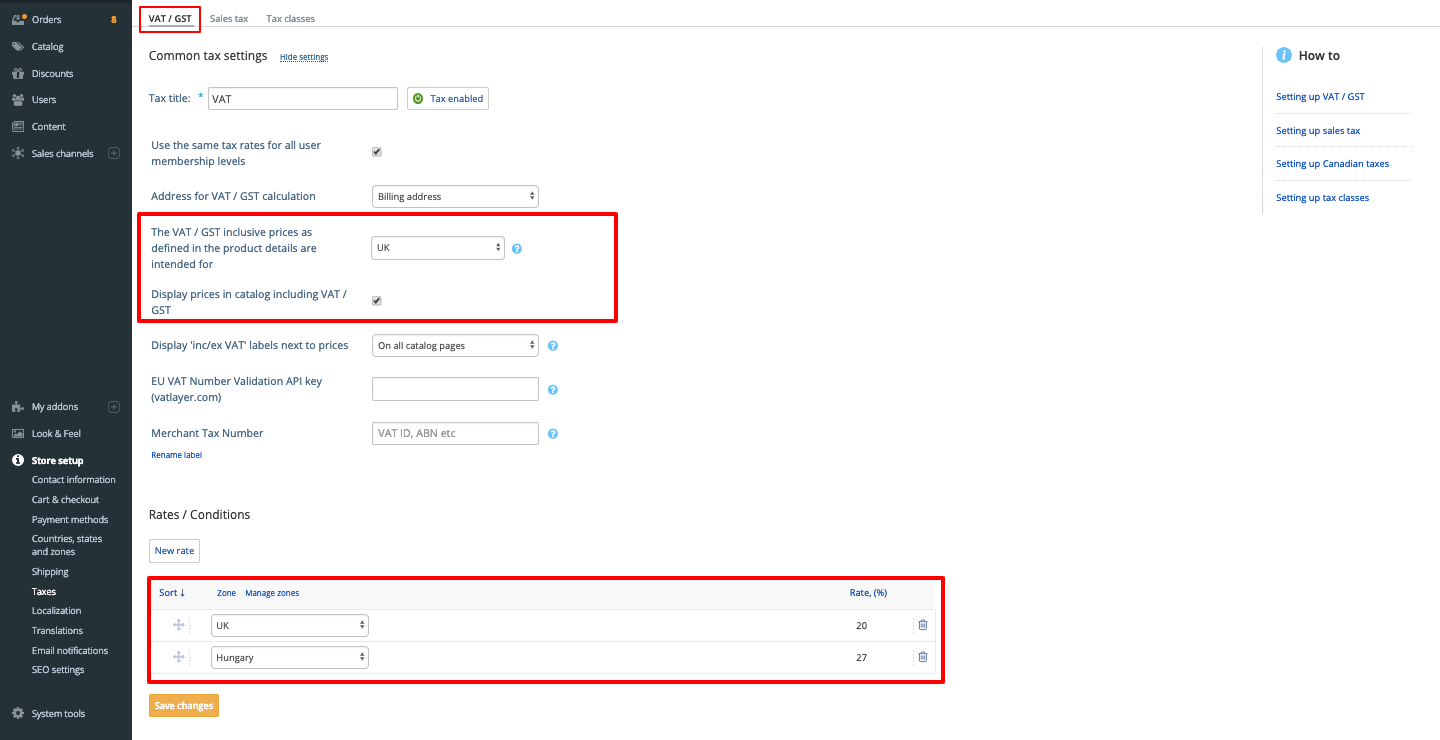 Orders 8
Catalog
Discounts
Users
Content
Sales channels
My addons
Look & Feel
Store setup
Contact information
Cart & checkout
Payment methods
Countries, states
and zones
Shipping
Taxes
Localization
Translations
Email notifications
SEO settings
System tools
VAT / GST Sales tax Tax classes
Common tax settings Hide settings
Tax title: * VAT Tax enabled
Use the same tax rates for all user
membership levels
Address for VAT / GST calculation Billing address
The VAT / GST inclusive prices as
defined in the product details are
intended for
UK
Display prices in catalog including VAT /
GST
Display 'inc/ex VAT' labels next to prices On all catalog pages
EU VAT Number Validation API key
(vatlayer.com)
Merchant Tax Number VAT ID, ABN etc
Rename label
Rates / Conditions
New rate
Sort ↓ Zone Manage zones Rate, (%)
UK 20
Hungary 27
Save changes
How to
Setting up VAT / GST
Setting up sales tax
Setting up Canadian taxes
Setting up tax classes